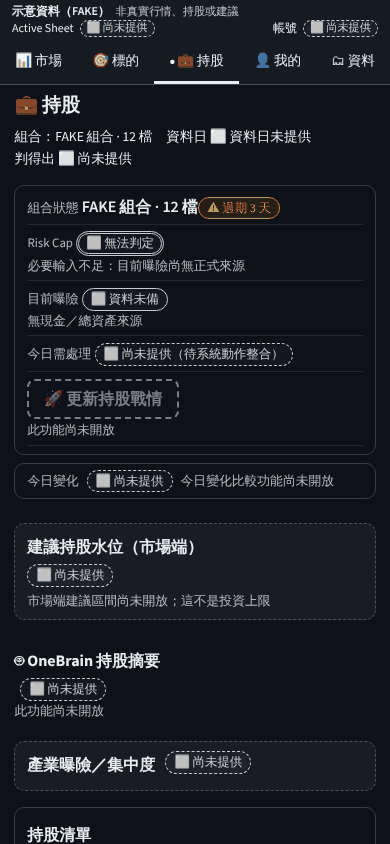 示意資料（FAKE） 非真實行情、持股或建議
Active Sheet ⬜ 尚未提供 帳號 ⬜ 尚未提供
📊 市場 🎯 標的 ● 💼 持股 👤 我的 🗂 資料
💼 持股
組合：FAKE 組合 · 12 檔 資料日 ⬜ 資料日未提供
判得出 ⬜ 尚未提供
組合狀態 FAKE 組合 · 12 檔 ⚠ 過期 3 天
Risk Cap ⬜ 無法判定
必要輸入不足：目前曝險尚無正式來源
目前曝險 ⬜ 資料未備
無現金／總資產來源
今日需處理 ⬜ 尚未提供（待系統動作整合）
🚀 更新持股戰情
此功能尚未開放
今日變化 ⬜ 尚未提供 今日變化比較功能尚未開放
建議持股水位（市場端）
⬜ 尚未提供
市場端建議區間尚未開放；這不是投資上限
OneBrain 持股摘要
⬜ 尚未提供
此功能尚未開放
產業曝險／集中度 ⬜ 尚未提供
持股清單